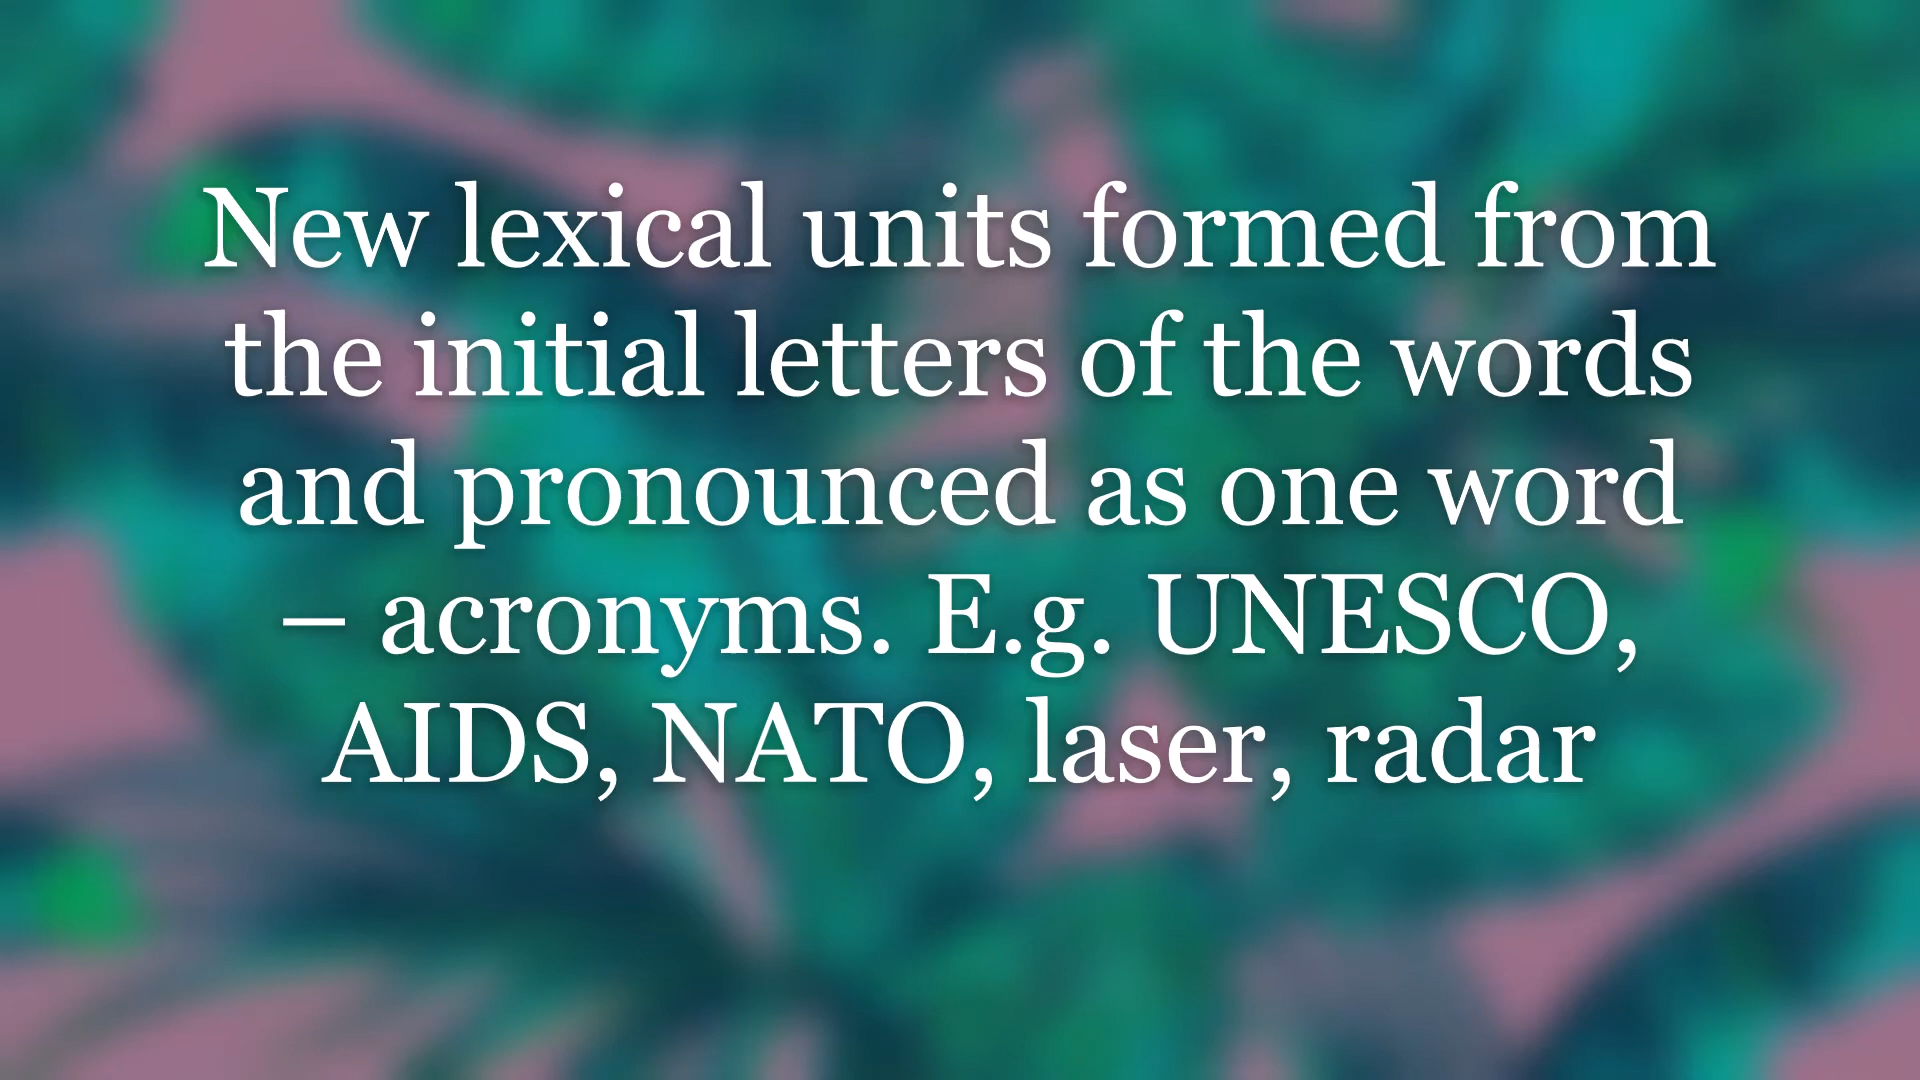 New lexical units formed from
the initial letters of the words
and pronounced as one word
– acronyms. E.g. UNESCO,
AIDS, NATO, laser, radar